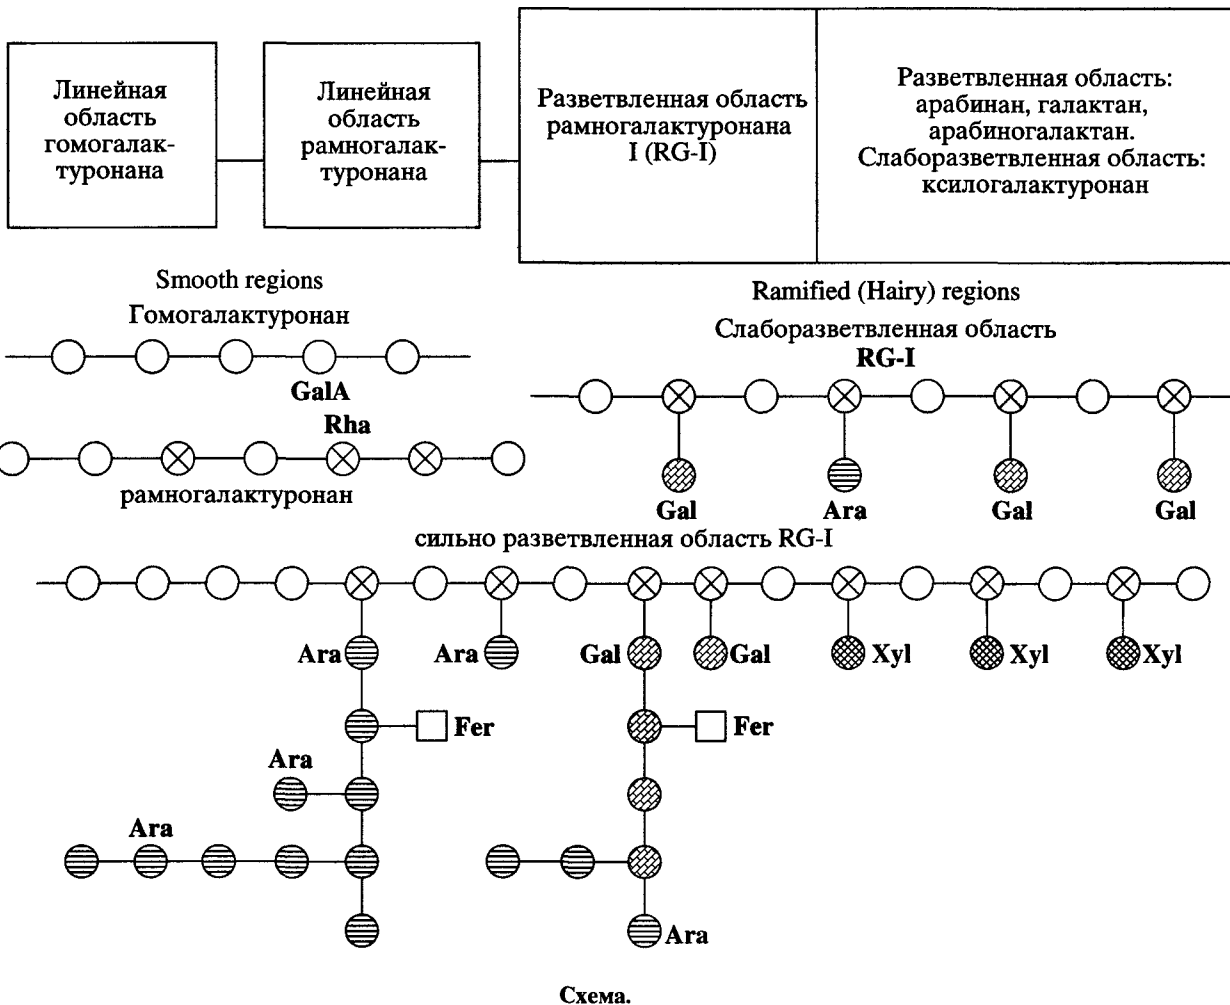 Линейная
область
гомогалак-
туронана
Линейная
область
рамногалак-
туронана
Разветвленная область
рамногалактуронана
I (RG-I)
Разветвленная область:
арабинан, галактан,
арабиногалактан.
Слаборазветвленная область:
ксилогалактуронан
Smooth regions
Гомогалактуронан
GalA
Rha
рамногалактуронан
Ramified (Hairy) regions
Слаборазветвленная область
RG-I
Gal
Ara
Gal
Gal
сильно разветвленная область RG-I
Ara
Ara
Gal
Gal
Xyl
Xyl
Xyl
Fer
Fer
Ara
Ara
Ara
Схема.